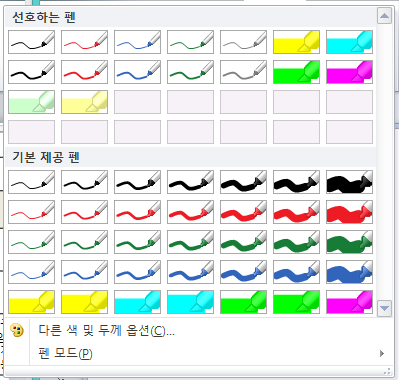 선호하는 펜
기본 제공 펜
다른 색 및 두께 옵션(C)...
펜 모드(P)